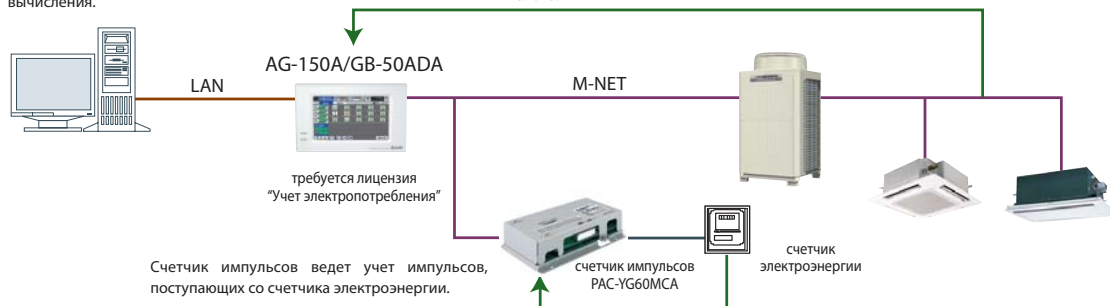 вычисления.
AG-150A/GB-50ADA
LAN
M-NET
требуется лицензия
“Учет электропотребления”
счетчик
электроэнергии
счетчик импульсов
PAC-YG60MCA
Счетчик импульсов ведет учет импульсов,
поступающих со счетчика электроэнергии.